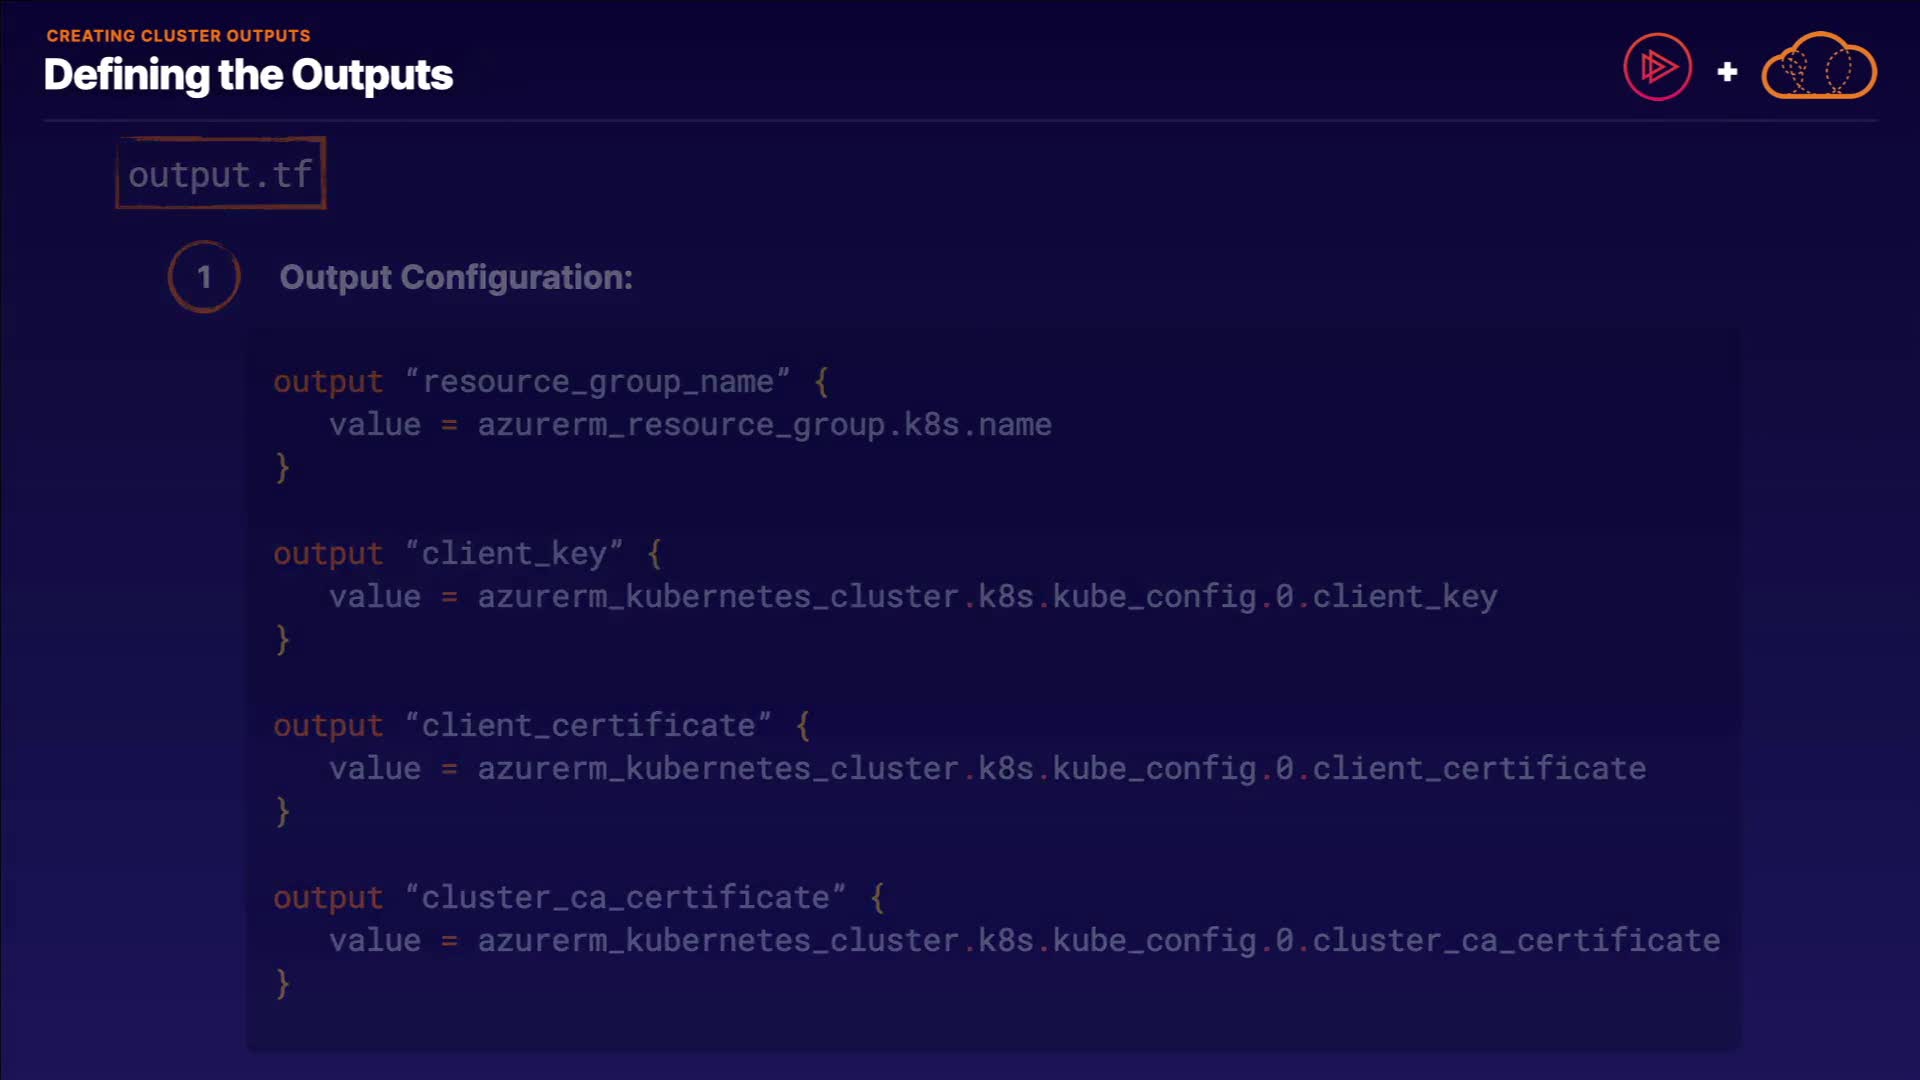 CREATING CLUSTER OUTPUTS
Defining the Outputs
+
output.tf
1 Output Configuration:
output “resource_group_name” {
value = azurerm_resource_group.k8s.name
}
output “client_key” {
value = azurerm_kubernetes_cluster.k8s.kube_config.0.client_key
}
output “client_certificate” {
value = azurerm_kubernetes_cluster.k8s.kube_config.0.client_certificate
}
output “cluster_ca_certificate” {
value = azurerm_kubernetes_cluster.k8s.kube_config.0.cluster_ca_certificate
}